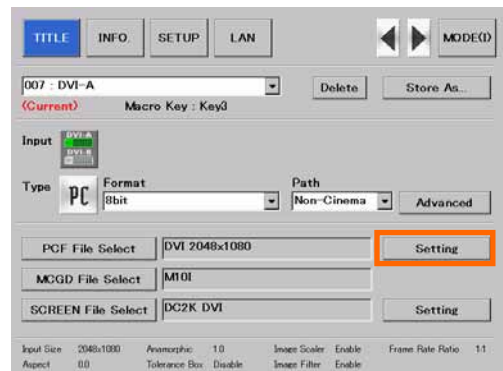 TITLE INFO. SETUP LAN MODE(I)
007 : DVI-A Delete Store As...
(Current) Macro Key : Key3
Input DVI-A
DVI-B
Type PC Format Path
8bit Non-Cinema Advanced
PCF File Select DVI 2048x1080 Setting
MCGD File Select M10I
SCREEN File Select DC2K DVI Setting
Input Size 2048x1080 Anamorphic 1.0 Image Scaler Enable Frame Rate Ratio 1:1
Aspect 0.0 Tolerance Box Disable Image Filter Enable